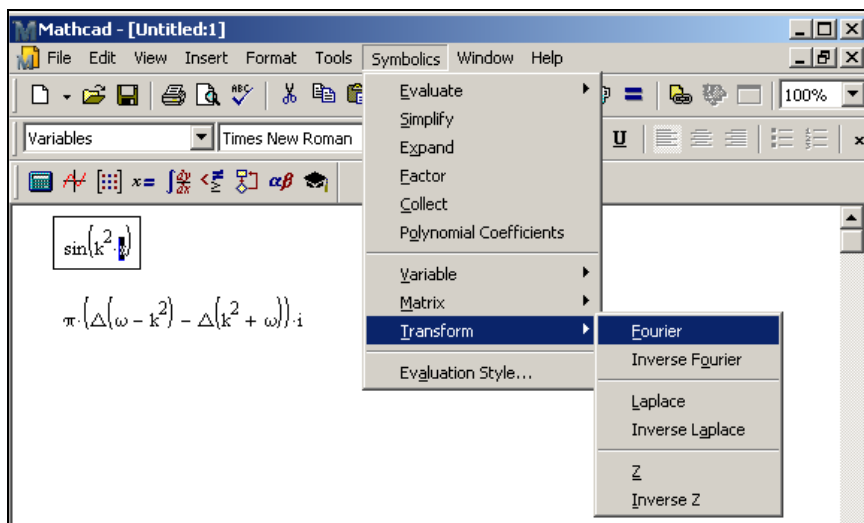 Mathcad - [Untitled:1]
File Edit View Insert Format Tools Symbolics Window Help
ABC 100%
Variables Times New Roman U
x= αβ
Evaluate
Simplify
Expand
Factor
Collect
Polynomial Coefficients
Variable
Matrix
Transform
Evaluation Style...
Fourier
Inverse Fourier
Laplace
Inverse Laplace
Z
Inverse Z
sin(k²·
π·(Δ(ω − k²) − Δ(k² + ω))·i